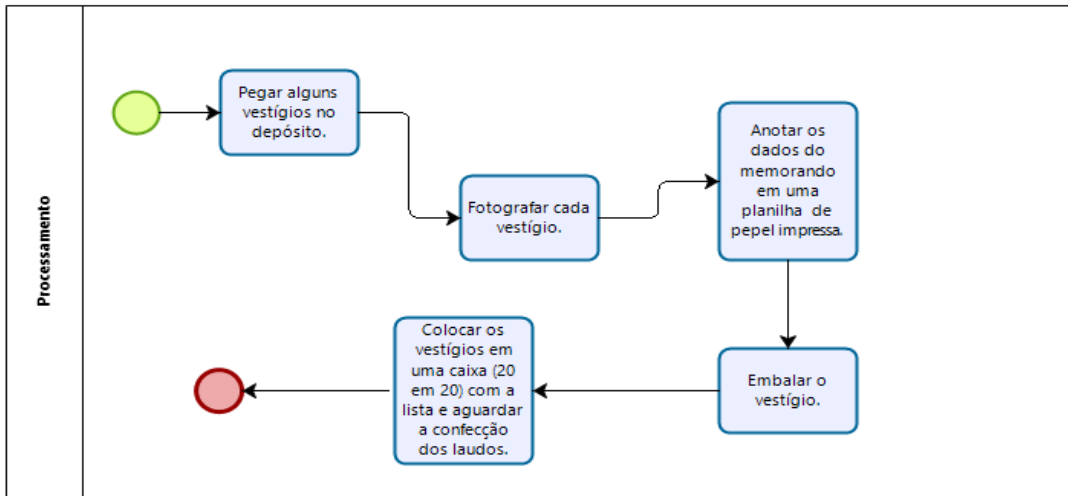 Processamento
Pegar alguns
vestígios no
depósito.
Fotografar cada
vestígio.
Anotar os
dados do
memorando
em uma
planilha de
pepel impressa.
Embalar o
vestígio.
Colocar os
vestígios em
uma caixa (20
em 20) com a
lista e aguardar
a confecção
dos laudos.